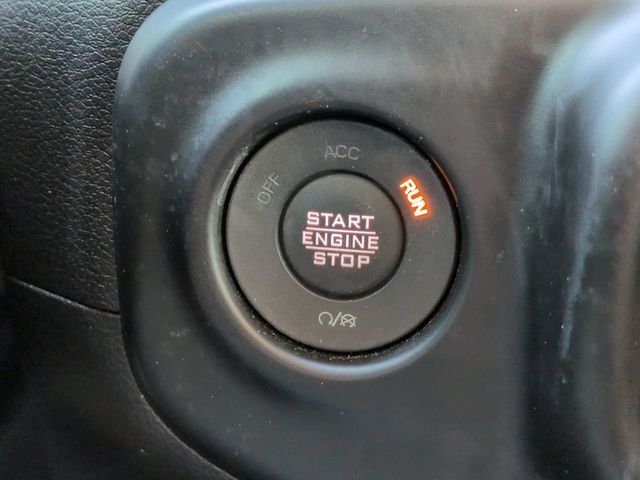 ACC
OFF
RUN
START
ENGINE
STOP